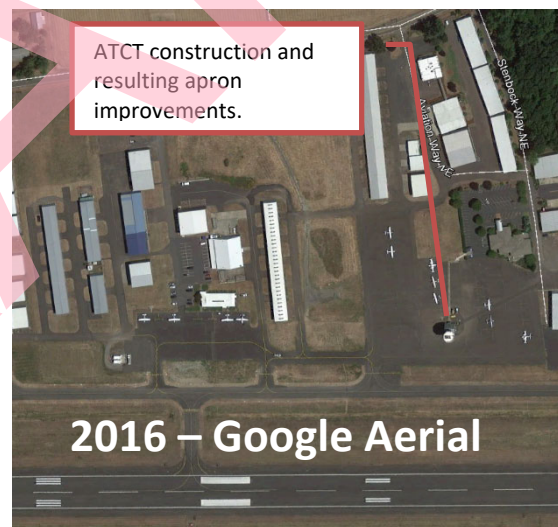 ATCT construction and
resulting apron
improvements.
Aviation-Way-NE
Stenbock-Way-NE
2016 – Google Aerial